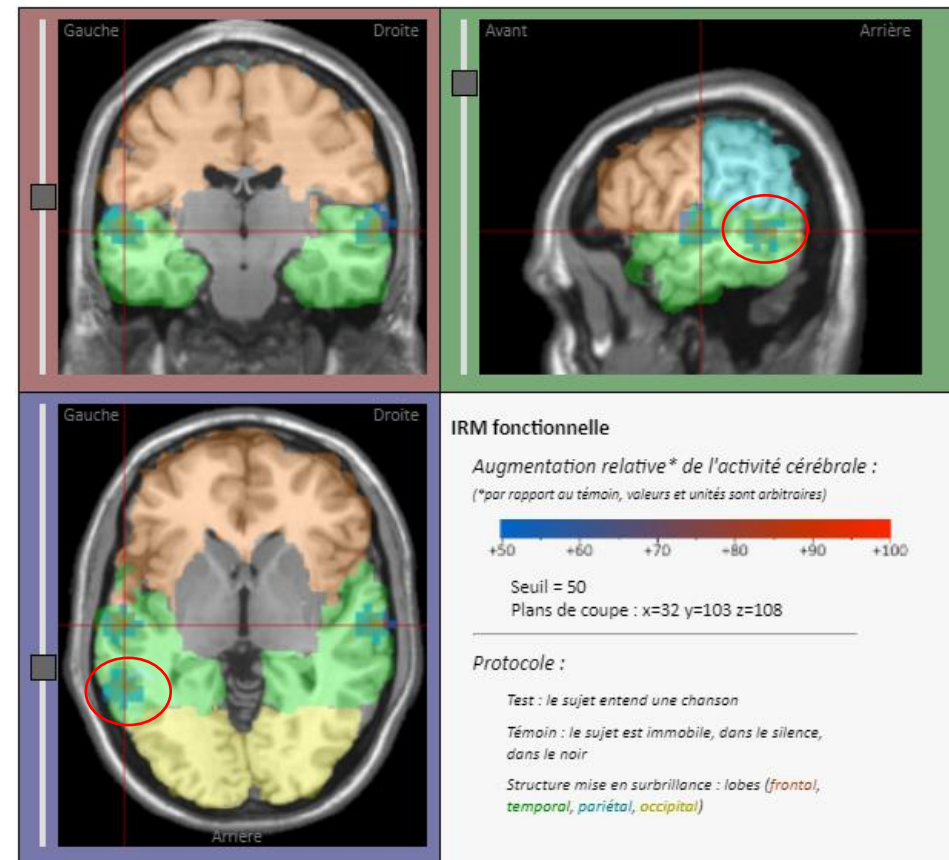 Gauche Droite
Avant Arrière
Gauche Droite
Arrière
IRM fonctionnelle
Augmentation relative* de l'activité cérébrale :
(*par rapport au témoin, valeurs et unités sont arbitraires)
+50 +60 +70 +80 +90 +100
Seuil = 50
Plans de coupe : x=32 y=103 z=108
Protocole :
Test : le sujet entend une chanson
Témoin : le sujet est immobile, dans le silence,
dans le noir
Structure mise en surbrillance : lobes (frontal,
temporal, pariétal, occipital)